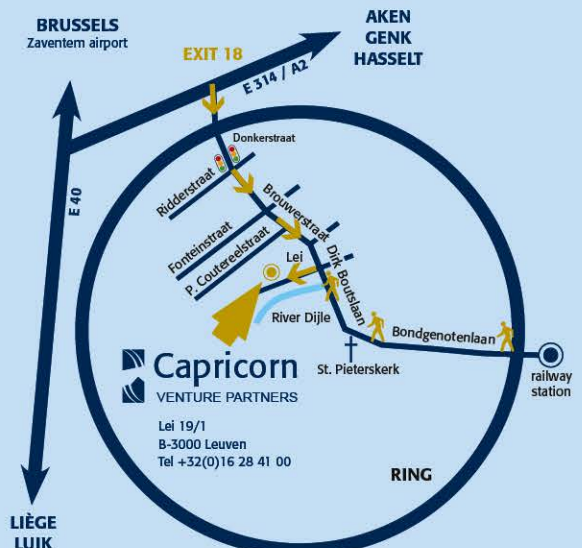 BRUSSELS
Zaventem airport
AKEN
GENK
HASSELT
EXIT 18
E 314 / A2
E 40
Donkerstraat
Ridderstraat
Brouwerstraat
Fonteinstraat
P. Coutereelstraat
Lei
Dirk Boutslaan
River Dijle
Bondgenotenlaan
St. Pieterskerk
railway
station
Capricorn
VENTURE PARTNERS
Lei 19/1
B-3000 Leuven
Tel +32(0)16 28 41 00
RING
LIÈGE
LUIK